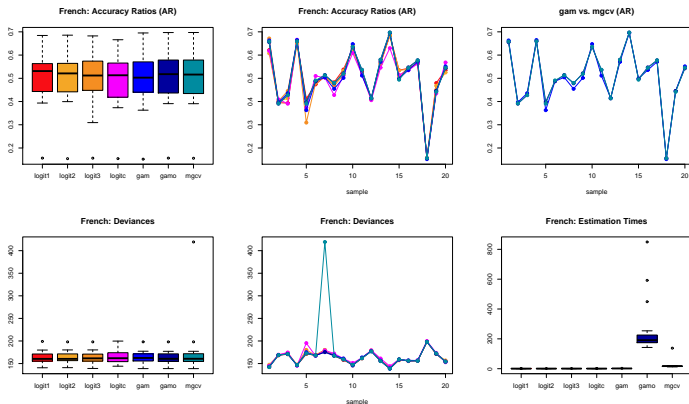 French: Accuracy Ratios (AR)
0.7
0.6
0.5
0.4
0.3
0.2
logit1 logit2 logit3 logitc gam gamo mgcv
French: Accuracy Ratios (AR)
0.7
0.6
0.5
0.4
0.3
0.2
5 10 15 20
sample
gam vs. mgcv (AR)
0.7
0.6
0.5
0.4
0.3
0.2
5 10 15 20
sample
French: Deviances
400
350
300
250
200
150
logit1 logit2 logit3 logitc gam gamo mgcv
French: Deviances
400
350
300
250
200
150
5 10 15 20
sample
French: Estimation Times
800
600
400
200
0
logit1 logit2 logit3 logitc gam gamo mgcv